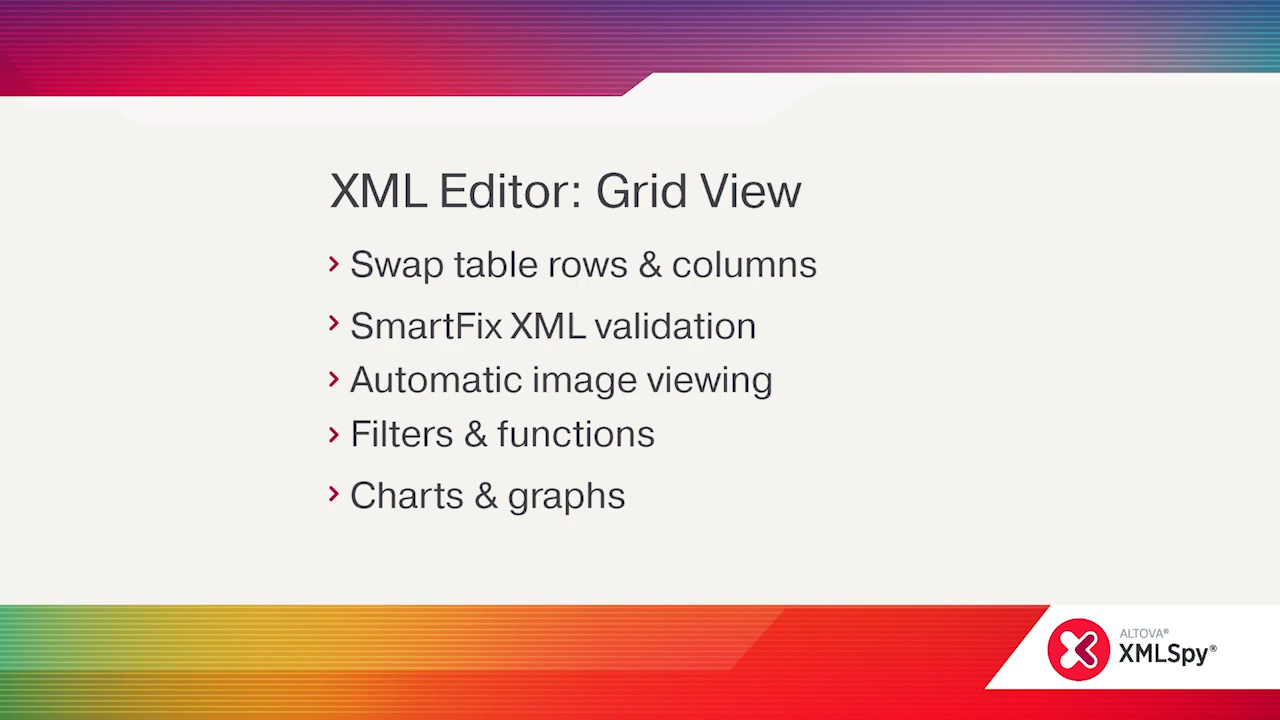 XML Editor: Grid View
Swap table rows & columns
SmartFix XML validation
Automatic image viewing
Filters & functions
Charts & graphs
ALTOVA®
XMLSpy®